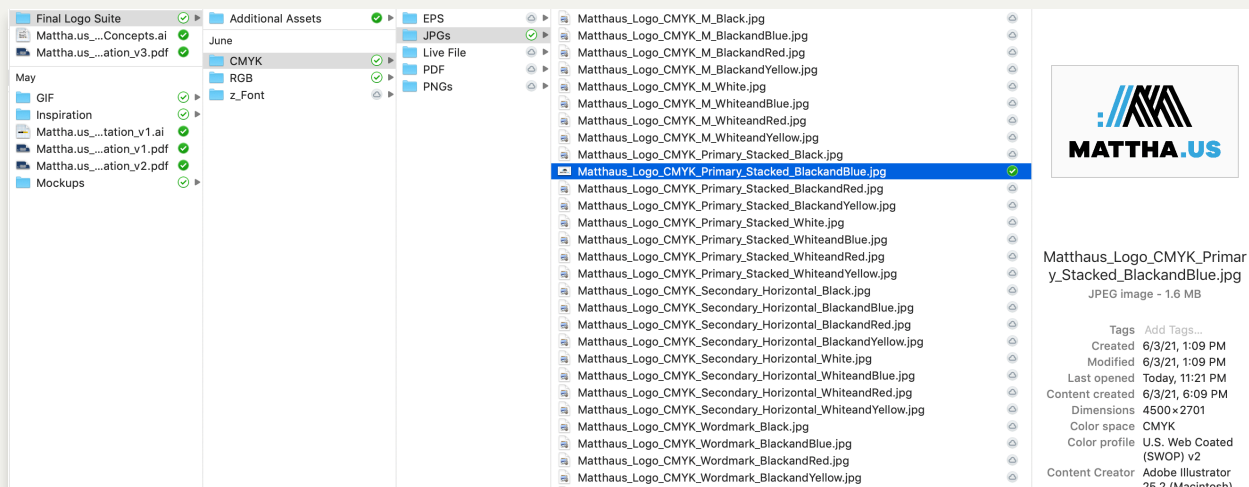 Final Logo Suite
Mattha.us_...Concepts.ai
Mattha.us_...ation_v3.pdf
May
GIF
Inspiration
Mattha.us_...tation_v1.ai
Mattha.us_...ation_v1.pdf
Mattha.us_...ation_v2.pdf
Mockups
Additional Assets
June
CMYK
RGB
z_Font
EPS
JPGs
Live File
PDF
PNGs
Matthaus_Logo_CMYK_M_Black.jpg
Matthaus_Logo_CMYK_M_BlackandBlue.jpg
Matthaus_Logo_CMYK_M_BlackandRed.jpg
Matthaus_Logo_CMYK_M_BlackandYellow.jpg
Matthaus_Logo_CMYK_M_White.jpg
Matthaus_Logo_CMYK_M_WhiteandBlue.jpg
Matthaus_Logo_CMYK_M_WhiteandRed.jpg
Matthaus_Logo_CMYK_M_WhiteandYellow.jpg
Matthaus_Logo_CMYK_Primary_Stacked_Black.jpg
Matthaus_Logo_CMYK_Primary_Stacked_BlackandBlue.jpg
Matthaus_Logo_CMYK_Primary_Stacked_BlackandRed.jpg
Matthaus_Logo_CMYK_Primary_Stacked_BlackandYellow.jpg
Matthaus_Logo_CMYK_Primary_Stacked_White.jpg
Matthaus_Logo_CMYK_Primary_Stacked_WhiteandBlue.jpg
Matthaus_Logo_CMYK_Primary_Stacked_WhiteandRed.jpg
Matthaus_Logo_CMYK_Primary_Stacked_WhiteandYellow.jpg
Matthaus_Logo_CMYK_Secondary_Horizontal_Black.jpg
Matthaus_Logo_CMYK_Secondary_Horizontal_BlackandBlue.jpg
Matthaus_Logo_CMYK_Secondary_Horizontal_BlackandRed.jpg
Matthaus_Logo_CMYK_Secondary_Horizontal_BlackandYellow.jpg
Matthaus_Logo_CMYK_Secondary_Horizontal_White.jpg
Matthaus_Logo_CMYK_Secondary_Horizontal_WhiteandBlue.jpg
Matthaus_Logo_CMYK_Secondary_Horizontal_WhiteandRed.jpg
Matthaus_Logo_CMYK_Secondary_Horizontal_WhiteandYellow.jpg
Matthaus_Logo_CMYK_Wordmark_Black.jpg
Matthaus_Logo_CMYK_Wordmark_BlackandBlue.jpg
Matthaus_Logo_CMYK_Wordmark_BlackandRed.jpg
Matthaus_Logo_CMYK_Wordmark_BlackandYellow.jpg
MATTHA.US
Matthaus_Logo_CMYK_Primar
y_Stacked_BlackandBlue.jpg
JPEG image - 1.6 MB
Tags Add Tags...
Created 6/3/21, 1:09 PM
Modified 6/3/21, 1:09 PM
Last opened Today, 11:21 PM
Content created 6/3/21, 6:09 PM
Dimensions 4500×2701
Color space CMYK
Color profile U.S. Web Coated
(SWOP) v2
Content Creator Adobe Illustrator
25.2 (Macintosh)